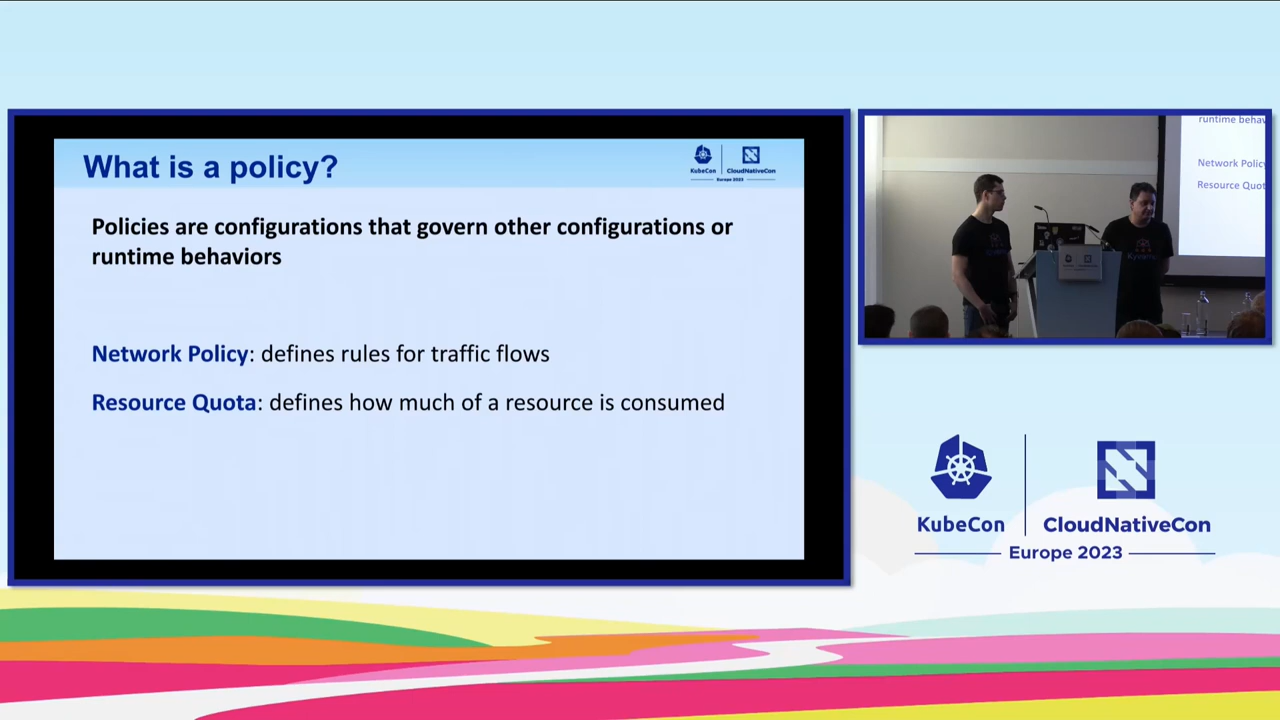 What is a policy?
KubeCon
CloudNativeCon
Europe 2023
Policies are configurations that govern other configurations or
runtime behaviors
Network Policy: defines rules for traffic flows
Resource Quota: defines how much of a resource is consumed
runtime behav
Network Policy
Resource Quot
KubeCon
CloudNativeCon
Europe 2023